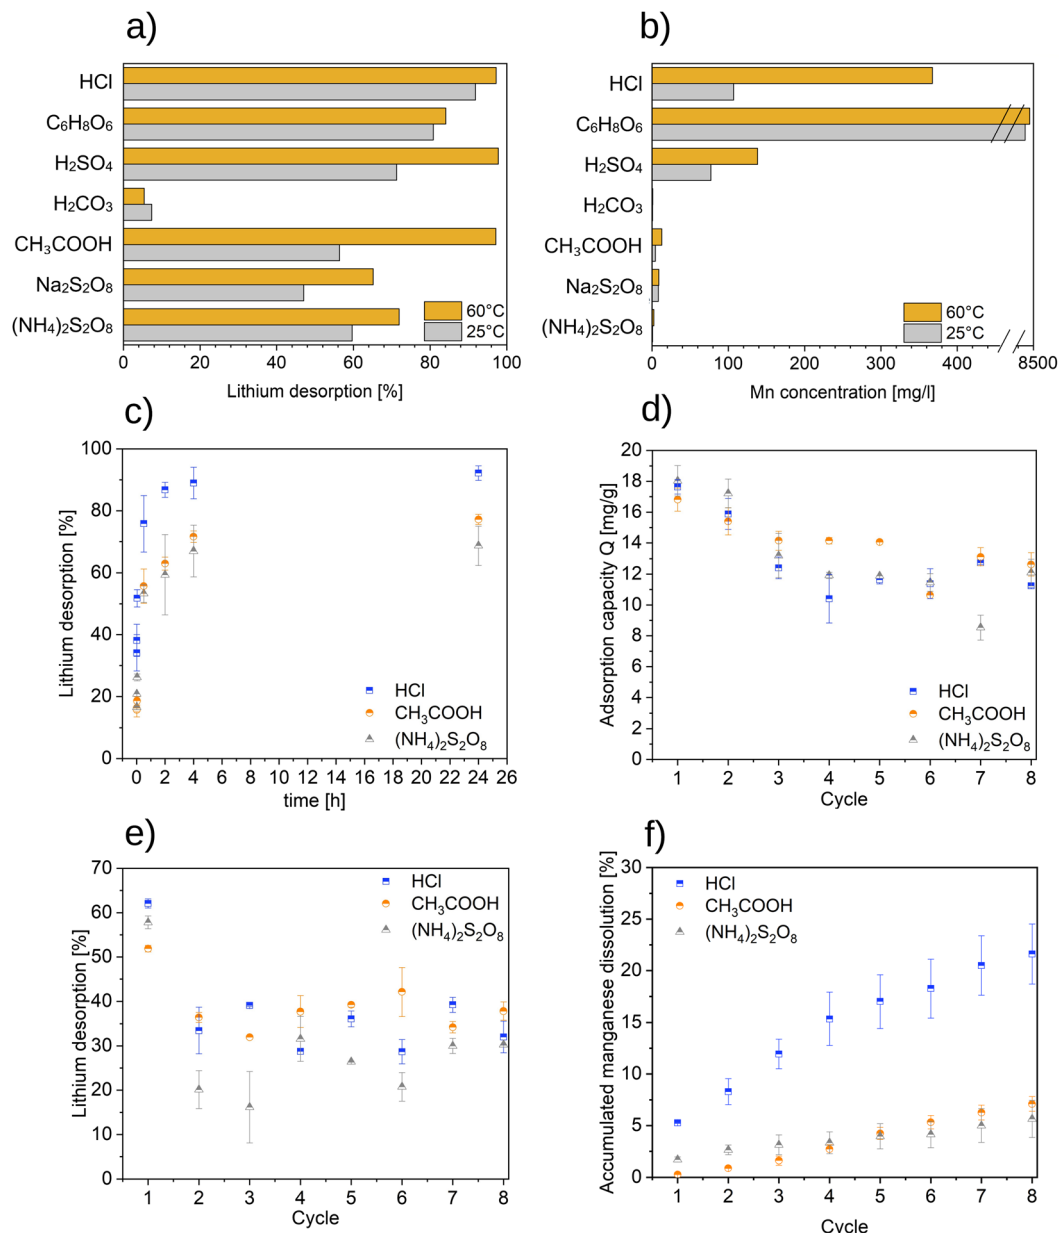 a)
HCl
C₆H₈O₆
H₂SO₄
H₂CO₃
CH₃COOH
Na₂S₂O₈
(NH₄)₂S₂O₈
60°C
25°C
0 20 40 60 80 100
Lithium desorption [%]
b)
HCl
C₆H₈O₆
H₂SO₄
H₂CO₃
CH₃COOH
Na₂S₂O₈
(NH₄)₂S₂O₈
60°C
25°C
0 100 200 300 400 8500
Mn concentration [mg/l]
c)
Lithium desorption [%]
100
80
60
40
20
0
HCl
CH₃COOH
(NH₄)₂S₂O₈
0 2 4 6 8 10 12 14 16 18 20 22 24 26
time [h]
d)
Adsorption capacity Q [mg/g]
20
18
16
14
12
10
8
6
4
2
0
HCl
CH₃COOH
(NH₄)₂S₂O₈
1 2 3 4 5 6 7 8
Cycle
e)
Lithium desorption [%]
70
60
50
40
30
20
10
0
HCl
CH₃COOH
(NH₄)₂S₂O₈
1 2 3 4 5 6 7 8
Cycle
f)
Accumulated manganese dissolution [%]
30
25
20
15
10
5
0
HCl
CH₃COOH
(NH₄)₂S₂O₈
1 2 3 4 5 6 7 8
Cycle